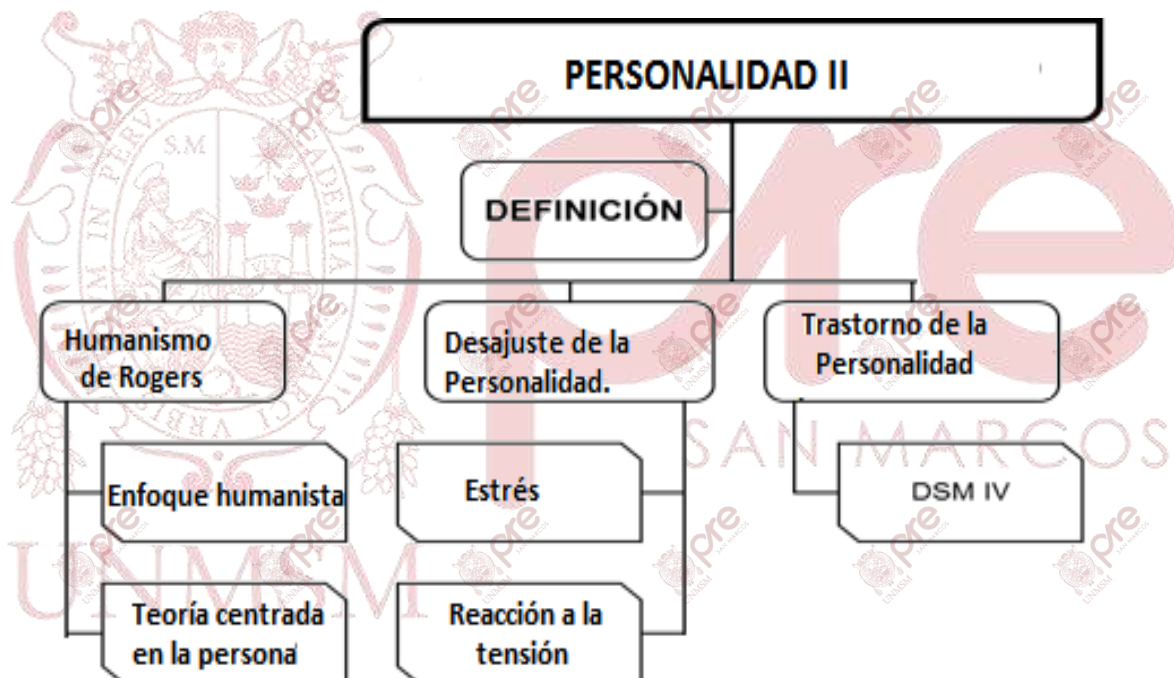 PERSONALIDAD II
DEFINICIÓN
Humanismo
de Rogers
Desajuste de la
Personalidad.
Trastorno de la
Personalidad
Enfoque humanista
Estrés
DSM IV
Teoría centrada
en la persona
Reacción a la
tensión
S.M
pre
SAN MARCOS
UNMSM